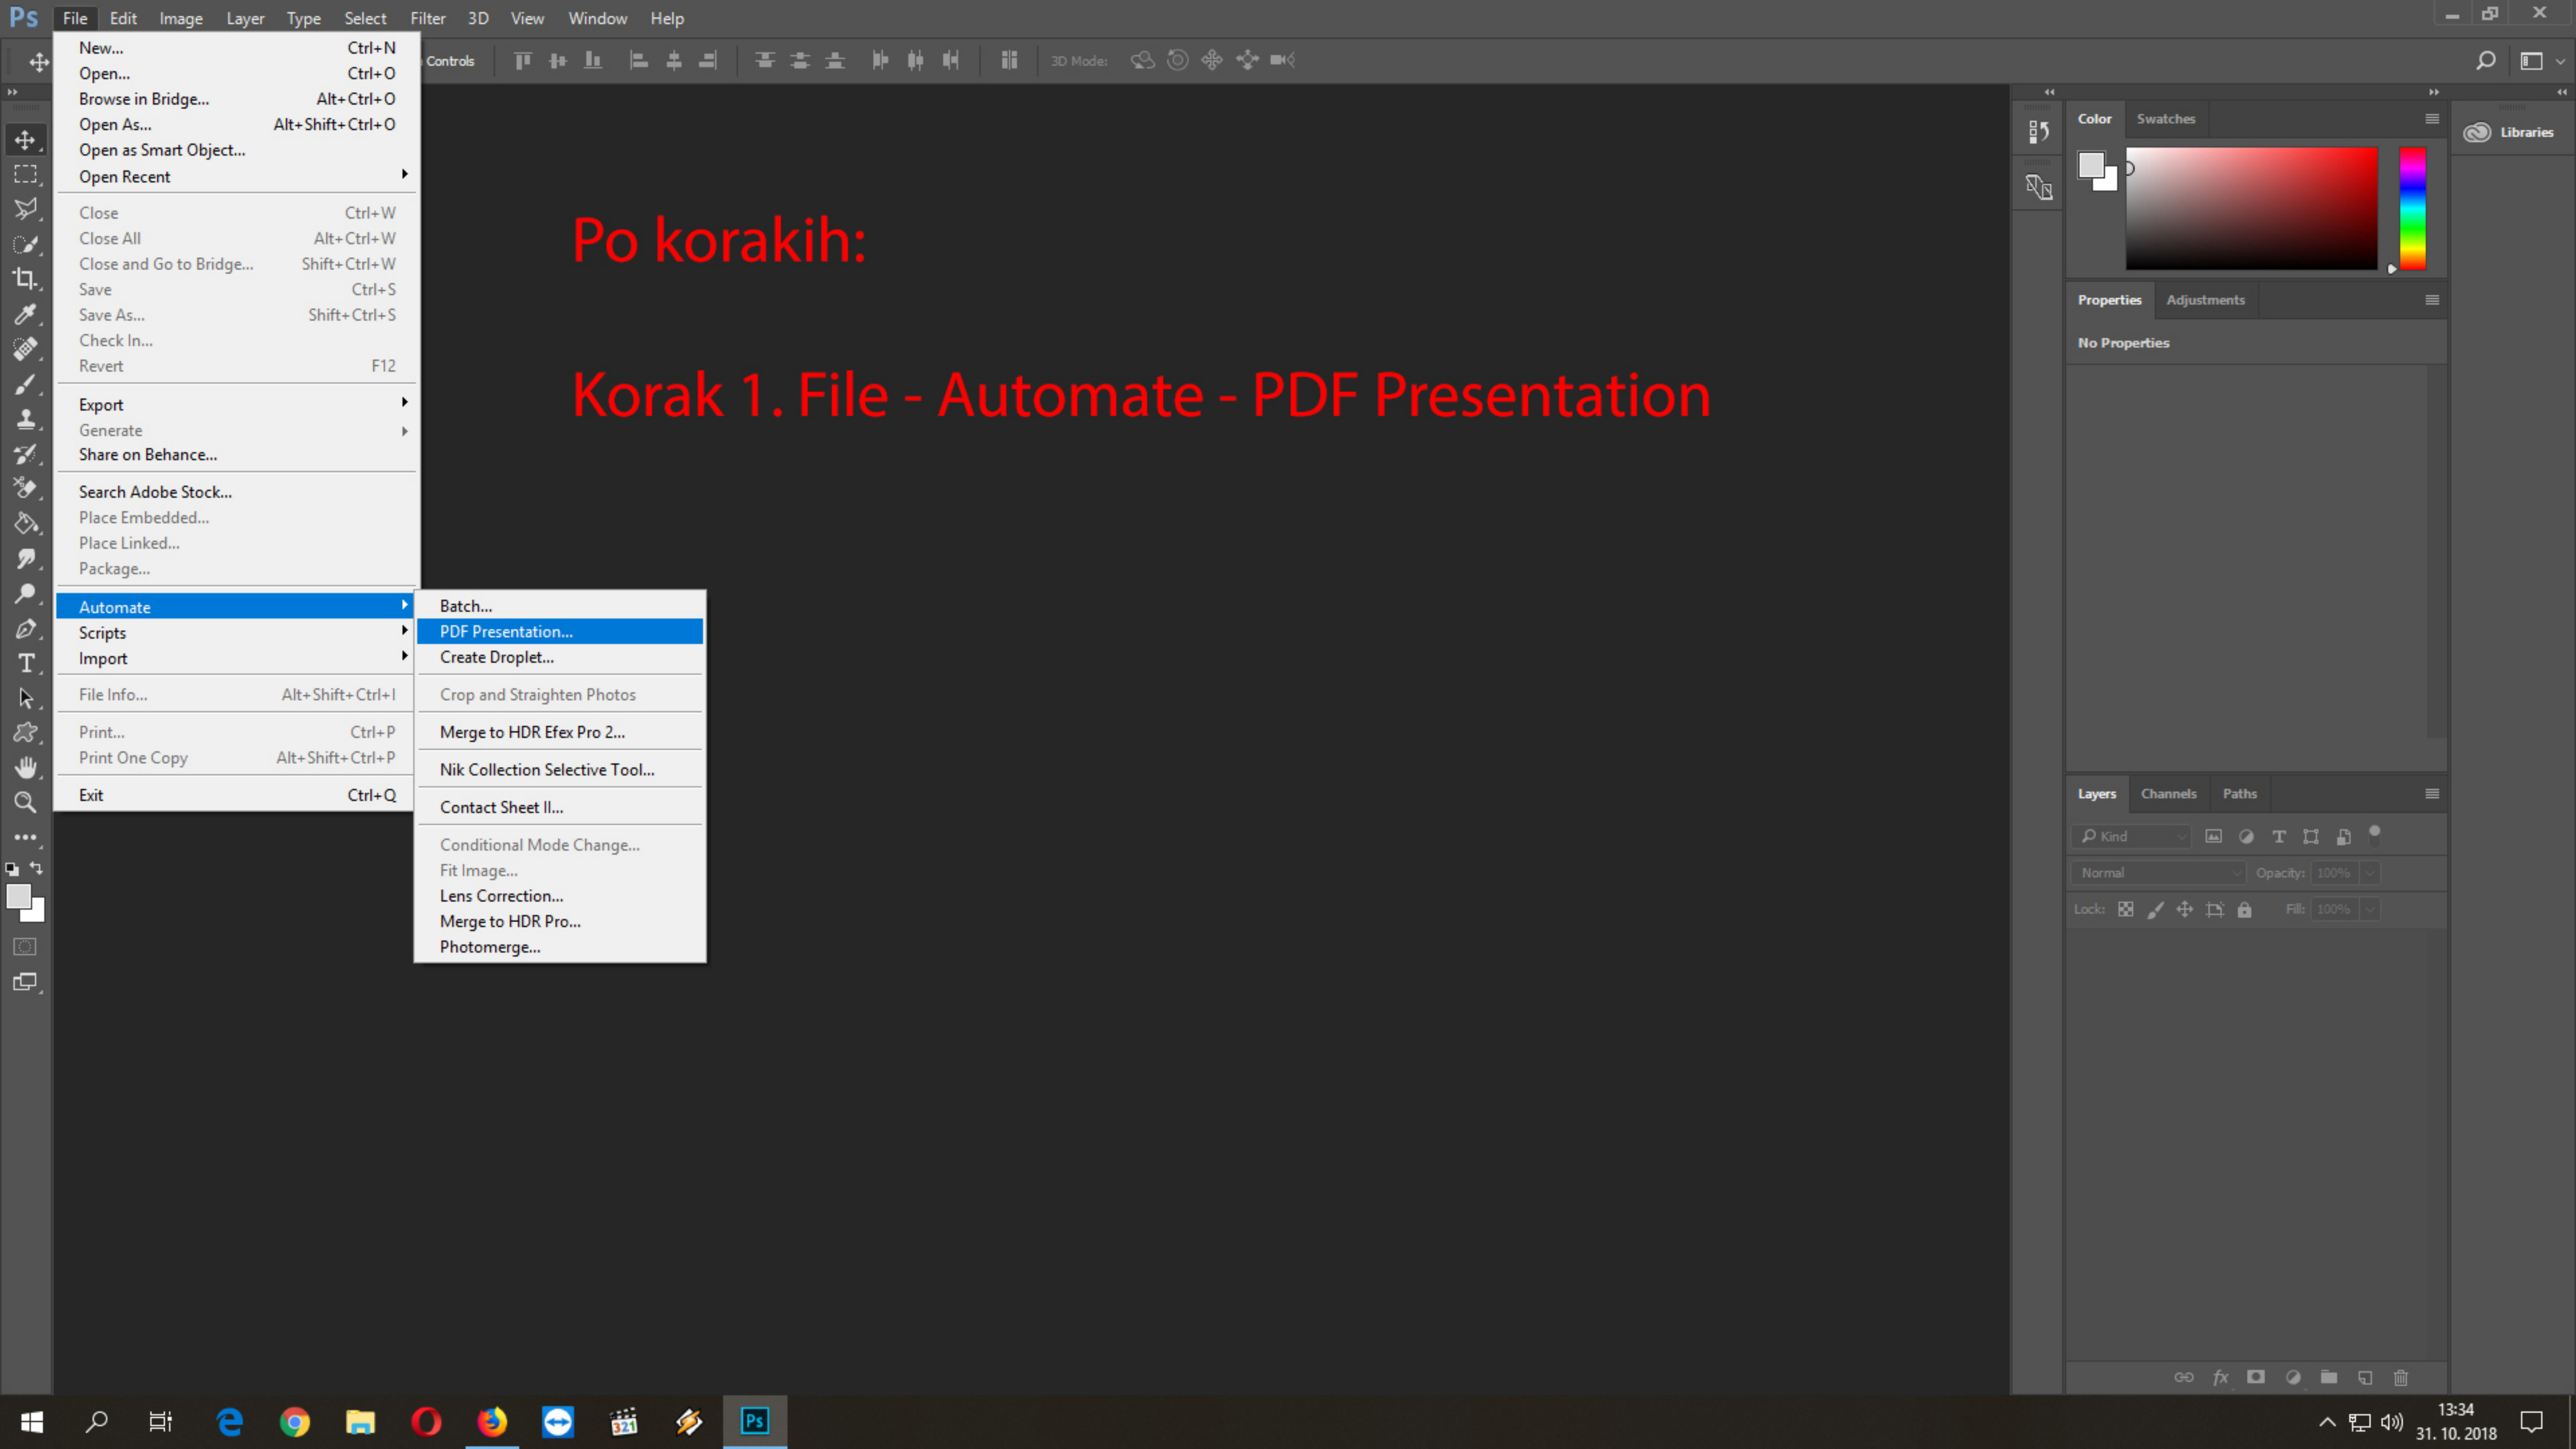 Ps File Edit Image Layer Type Select Filter 3D View Window Help
Controls 3D Mode:
New... Ctrl+N
Open... Ctrl+O
Browse in Bridge... Alt+Ctrl+O
Open As... Alt+Shift+Ctrl+O
Open as Smart Object...
Open Recent
Close Ctrl+W
Close All Alt+Ctrl+W
Close and Go to Bridge... Shift+Ctrl+W
Save Ctrl+S
Save As... Shift+Ctrl+S
Check In...
Revert F12
Export
Generate
Share on Behance...
Search Adobe Stock...
Place Embedded...
Place Linked...
Package...
Automate
Scripts
Import
File Info... Alt+Shift+Ctrl+I
Print... Ctrl+P
Print One Copy Alt+Shift+Ctrl+P
Exit Ctrl+Q
Batch...
PDF Presentation...
Create Droplet...
Crop and Straighten Photos
Merge to HDR Efex Pro 2...
Nik Collection Selective Tool...
Contact Sheet II...
Conditional Mode Change...
Fit Image...
Lens Correction...
Merge to HDR Pro...
Photomerge...
Po korakih:
Korak 1. File - Automate - PDF Presentation
Color Swatches
Libraries
Properties Adjustments
No Properties
Layers Channels Paths
Kind
Normal Opacity: 100%
Lock: Fill: 100%
fx
321
Ps
13:34
31. 10. 2018